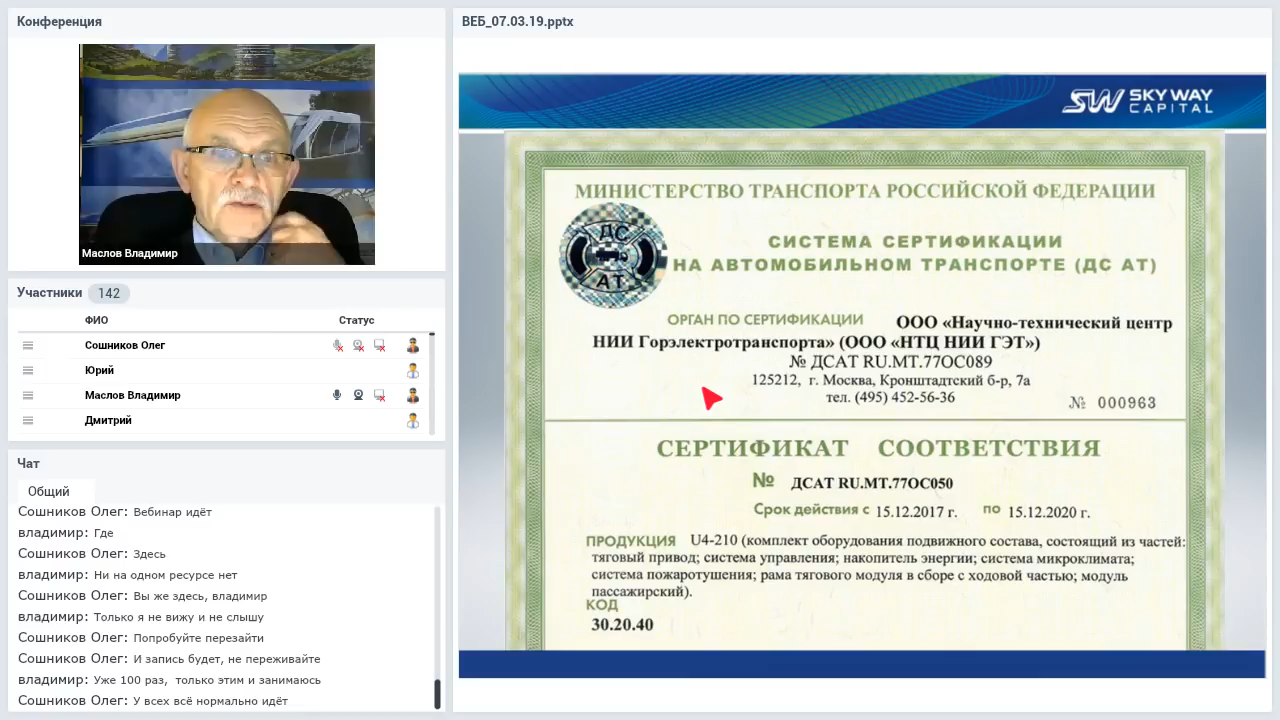 Конференция
Маслов Владимир
Участники 142
ФИО Статус
Сошников Олег
Юрий
Маслов Владимир
Дмитрий
Чат
Общий
Сошников Олег: Вебинар идёт
владимир: Где
Сошников Олег: Здесь
владимир: Ни на одном ресурсе нет
Сошников Олег: Вы же здесь, владимир
владимир: Только я не вижу и не слышу
Сошников Олег: Попробуйте перезайти
Сошников Олег: И запись будет, не переживайте
владимир: Уже 100 раз, только этим и занимаюсь
Сошников Олег: У всех всё нормально идёт
ВЕБ_07.03.19.pptx
SW SKY WAY
CAPITAL
МИНИСТЕРСТВО ТРАНСПОРТА РОССИЙСКОЙ ФЕДЕРАЦИИ
ДС
АТ
СИСТЕМА СЕРТИФИКАЦИИ
НА АВТОМОБИЛЬНОМ ТРАНСПОРТЕ (ДС АТ)
ОРГАН ПО СЕРТИФИКАЦИИ ООО «Научно-технический центр
НИИ Горэлектротранспорта» (ООО «НТЦ НИИ ГЭТ»)
№ ДСАТ RU.МТ.77ОС089
125212, г. Москва, Кронштадтский б-р, 7а
тел. (495) 452-56-36
№ 000963
СЕРТИФИКАТ СООТВЕТСТВИЯ
№ ДСАТ RU.МТ.77ОС050
Срок действия с 15.12.2017 г. по 15.12.2020 г.
ПРОДУКЦИЯ U4-210 (комплект оборудования подвижного состава, состоящий из частей:
тяговый привод; система управления; накопитель энергии; система микроклимата;
система пожаротушения; рама тягового модуля в сборе с ходовой частью; модуль
пассажирский).
КОД
30.20.40